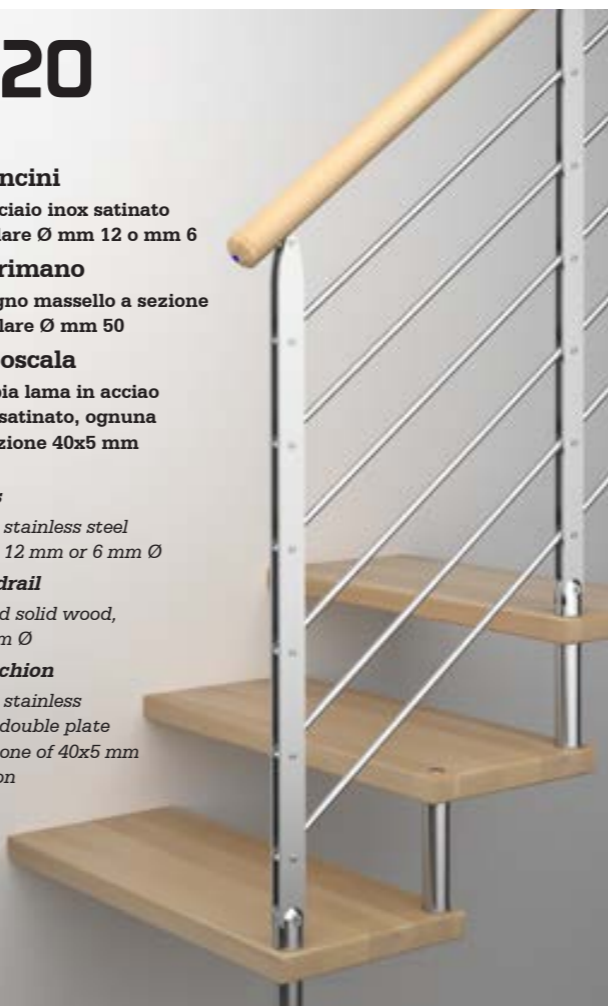 20
ncini
ciaio inox satinato
lare Ø mm 12 o mm 6
rimano
gno massello a sezione
lare Ø mm 50
oscala
pia lama in acciao
satinato, ognuna
zione 40x5 mm
s
stainless steel
12 mm or 6 mm Ø
drail
d solid wood,
m Ø
chion
stainless
double plate
one of 40x5 mm
on